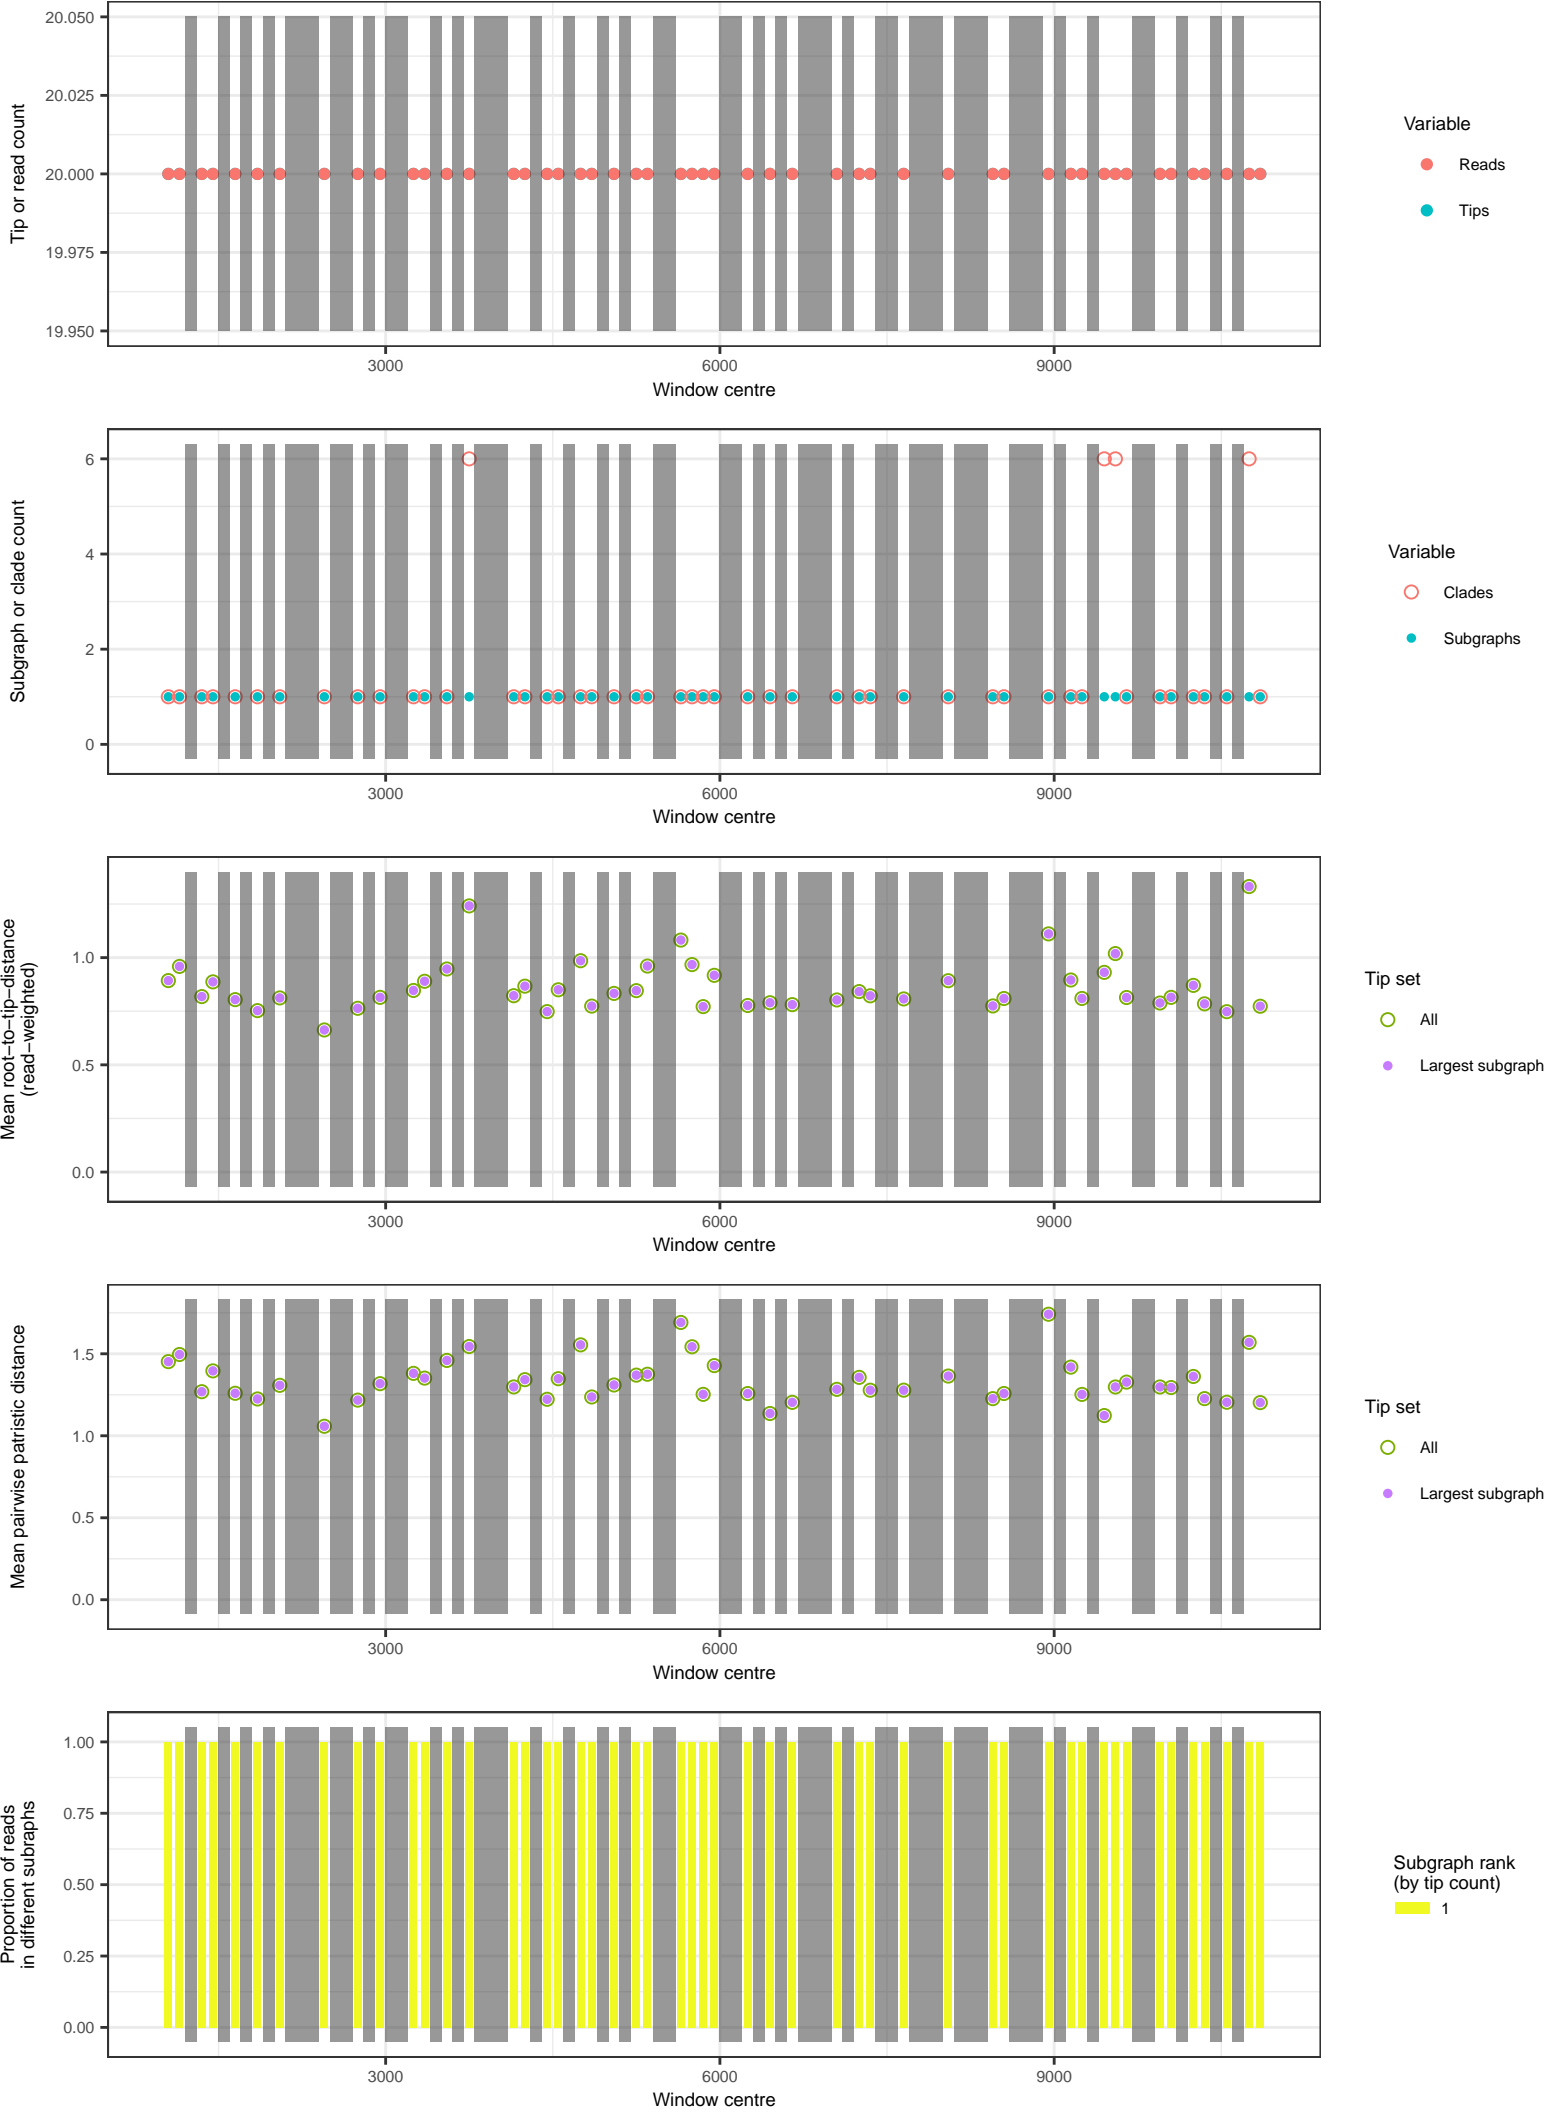 20.050
20.025
20.000
19.975
19.950
Tip or read count
3000
6000
9000
Window centre
Variable
Reads
Tips
6
4
2
0
Subgraph or clade count
3000
6000
9000
Window centre
Variable
Clades
Subgraphs
1.0
0.5
0.0
Mean root−to−tip−distance
(read−weighted)
3000
6000
9000
Window centre
Tip set
All
Largest subgraph
1.5
1.0
0.5
0.0
Mean pairwise patristic distance
3000
6000
9000
Window centre
Tip set
All
Largest subgraph
1.00
0.75
0.50
0.25
0.00
Proportion of reads
in different subraphs
3000
6000
9000
Window centre
Subgraph rank
(by tip count)
1